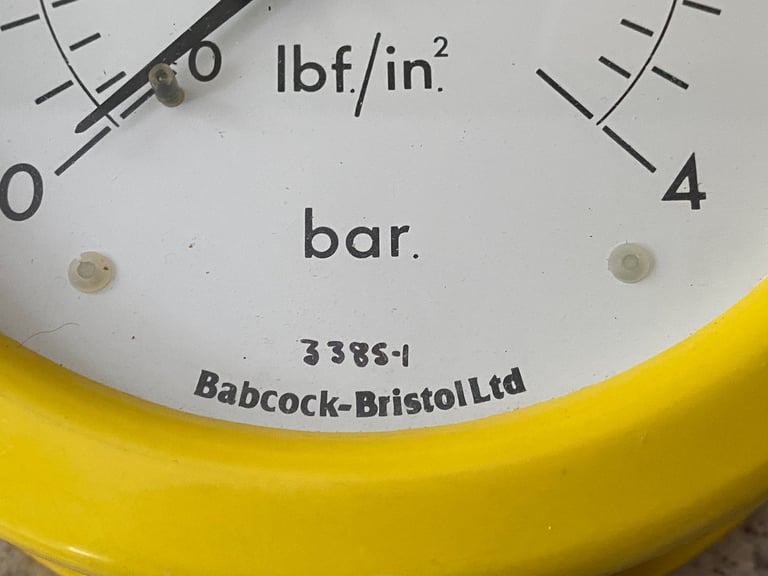 0 lbf./in².
0 4
bar.
3385-1
Babcock-Bristol Ltd